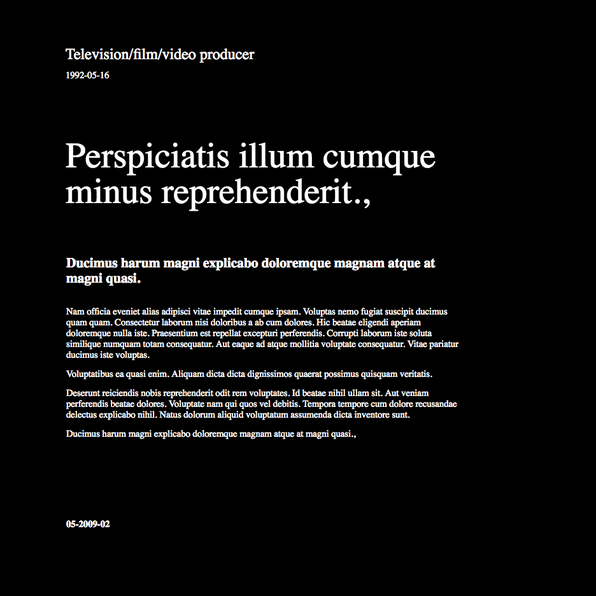 Television/film/video producer
1992-05-16
Perspiciatis illum cumque
minus reprehenderit.,
Ducimus harum magni explicabo doloremque magnam atque at
magni quasi.
Nam officia eveniet alias adipisci vitae impedit cumque ipsam. Voluptas nemo fugiat suscipit ducimus
quam quam. Consectetur laborum nisi doloribus a ab cum dolores. Hic beatae eligendi aperiam
doloremque nulla iste. Praesentium est repellat excepturi perferendis. Corrupti laborum iste soluta
similique numquam totam consequatur. Aut eaque ad atque mollitia voluptate consequatur. Vitae pariatur
ducimus iste voluptas.
Voluptatibus ea quasi enim. Aliquam dicta dicta dignissimos quaerat possimus quisquam veritatis.
Deserunt reiciendis nobis reprehenderit odit rem voluptates. Id beatae nihil ullam sit. Aut veniam
perferendis beatae dolores. Voluptate nam qui quos vel debitis. Tempora tempore cum dolore recusandae
delectus explicabo nihil. Natus dolorum aliquid voluptatum assumenda dicta inventore sunt.
Ducimus harum magni explicabo doloremque magnam atque at magni quasi.,
05-2009-02